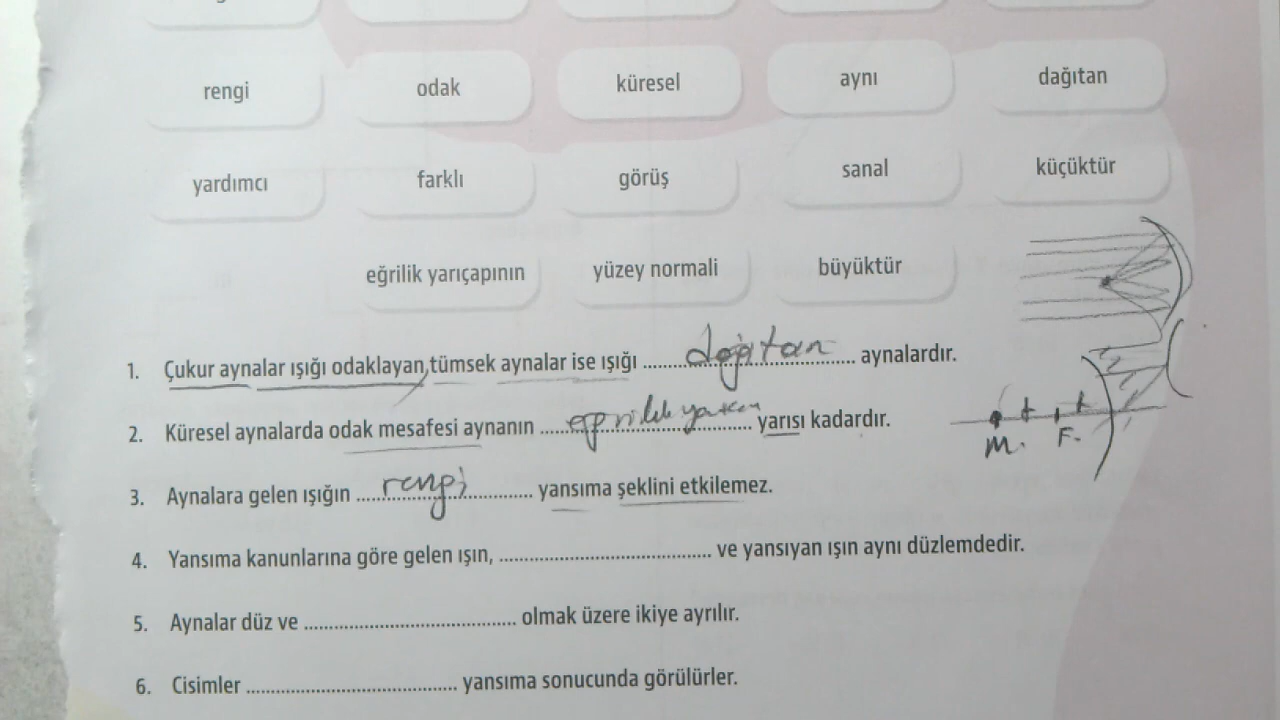 rengi odak küresel aynı dağıtan
yardımcı farklı görüş sanal küçüktür
eğrilik yarıçapının yüzey normali büyüktür
1. Çukur aynalar ışığı odaklayan, tümsek aynalar ise ışığı ..........dağıtan.......... aynalardır.
2. Küresel aynalarda odak mesafesi aynanın .................... yarısı kadardır.
3. Aynalara gelen ışığın .....rengi............... yansıma şeklini etkilemez.
M. F.
4. Yansıma kanunlarına göre gelen ışın, .......................................... ve yansıyan ışın aynı düzlemdedir.
5. Aynalar düz ve .......................................... olmak üzere ikiye ayrılır.
6. Cisimler .......................................... yansıma sonucunda görülürler.